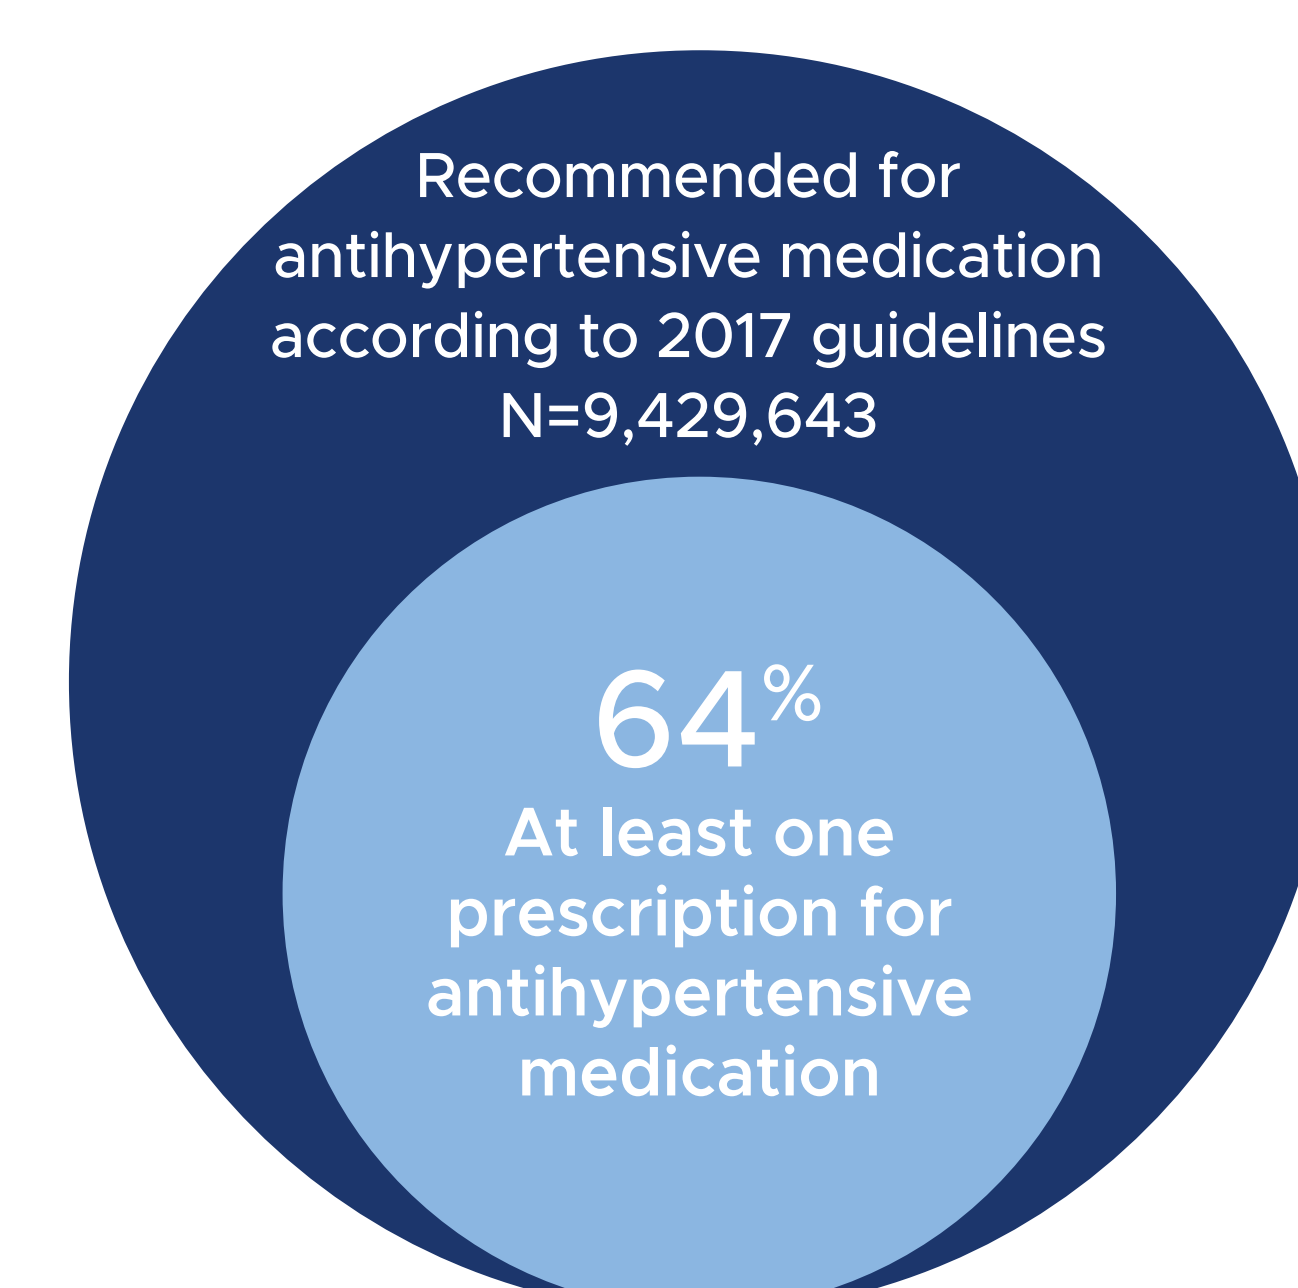 Recommended for
antihypertensive medication
according to 2017 guidelines
N=9,429,643
64%
At least one
prescription for
antihypertensive
medication